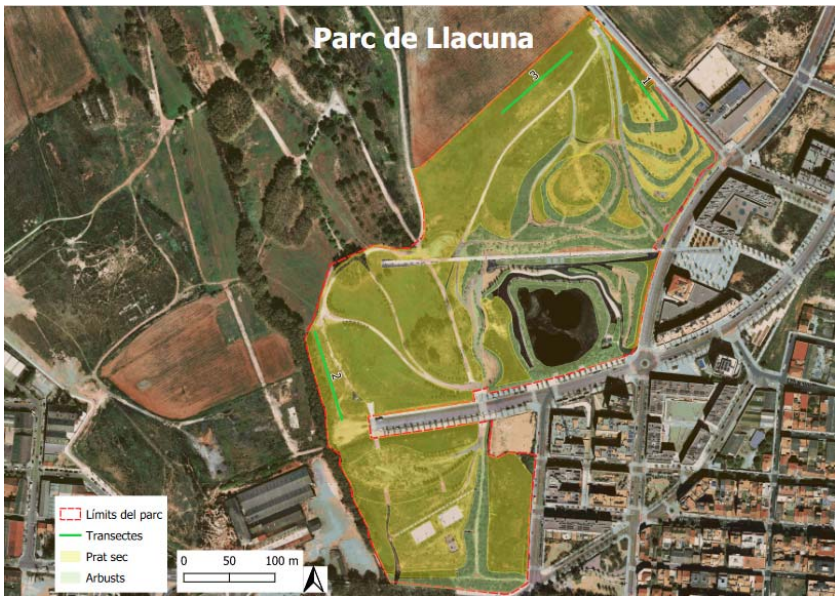 Parc de Llacuna
3
1
2
Límits del parc
Transectes
Prat sec
Arbusts
0 50 100 m